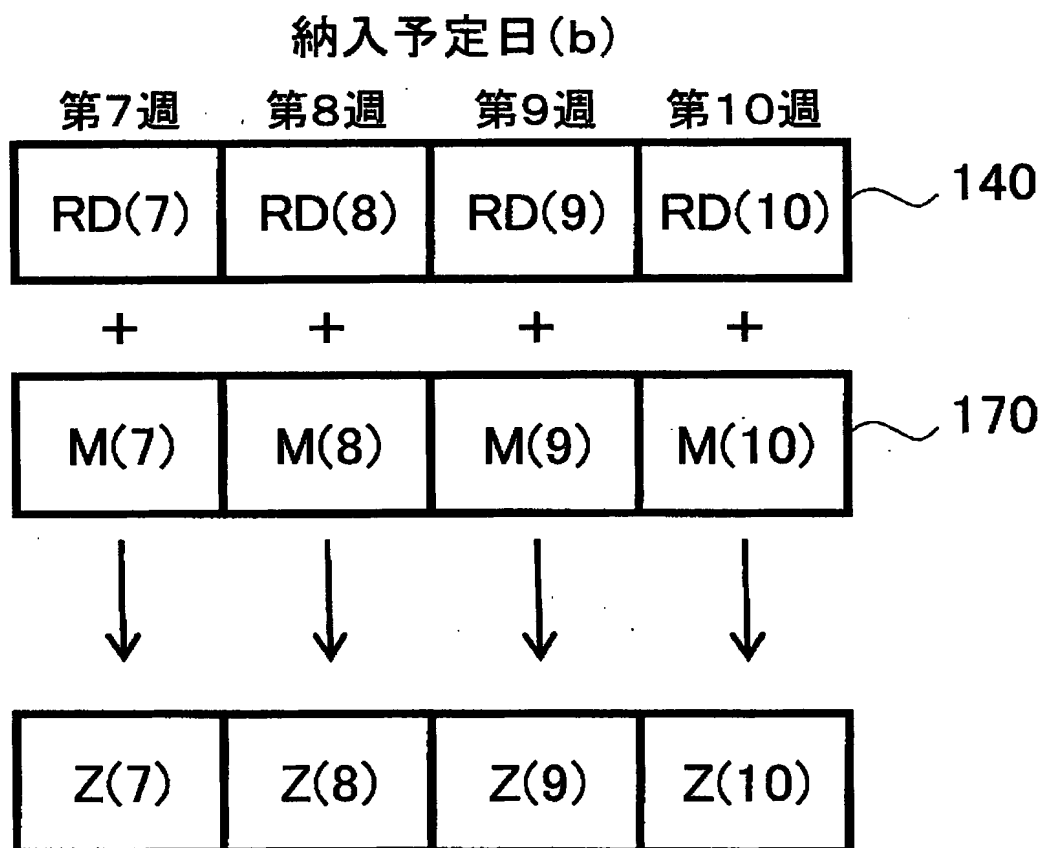 納入予定日(b)
第7週 第8週 第9週 第10週
RD(7) RD(8) RD(9) RD(10) 140
+ + + +
M(7) M(8) M(9) M(10) 170
Z(7) Z(8) Z(9) Z(10)